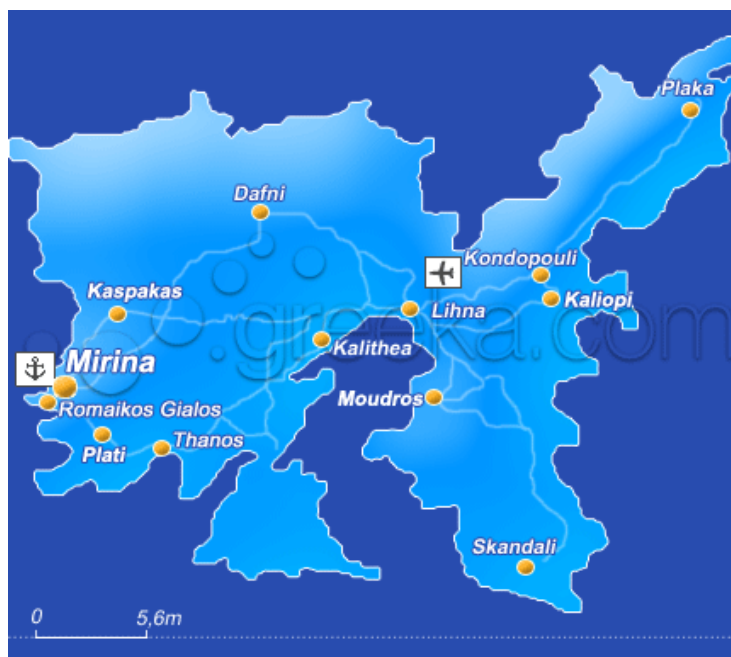 Plaka
Dafni
Kondopouli
Kaspakas
Lihna
Kaliopi
.greeka.com
Kalithea
Mirina
Moudros
Romaikos Gialos
Thanos
Plati
Skandali
0 5,6m